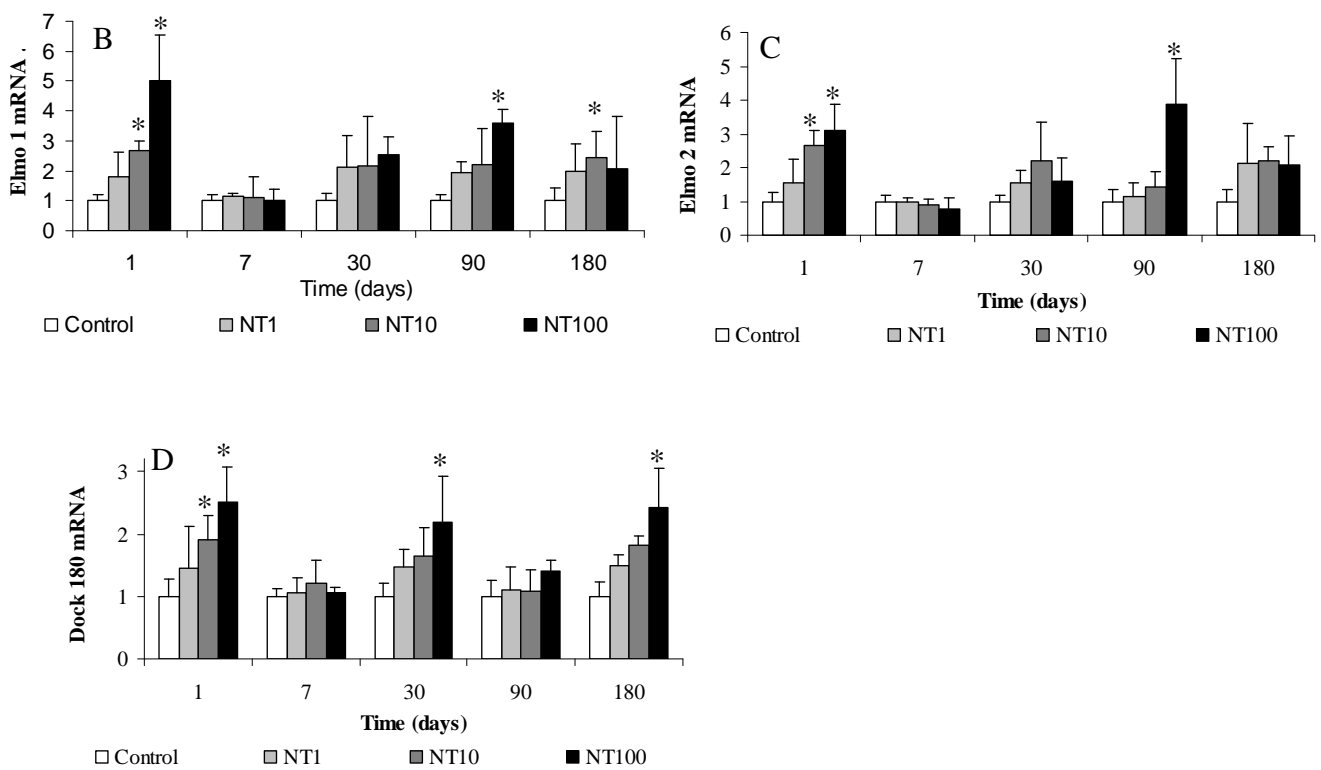 B
Elmo 1 mRNA .
7
6
5
4
3
2
1
0
* * * *
1 7 30 90 180
Time (days)
Control NT1 NT10 NT100
C
Elmo 2 mRNA
6
5
4
3
2
1
0
* * *
1 7 30 90 180
Time (days)
Control NT1 NT10 NT100
D
Dock 180 mRNA
3
2
1
0
* * * *
1 7 30 90 180
Time (days)
Control NT1 NT10 NT100